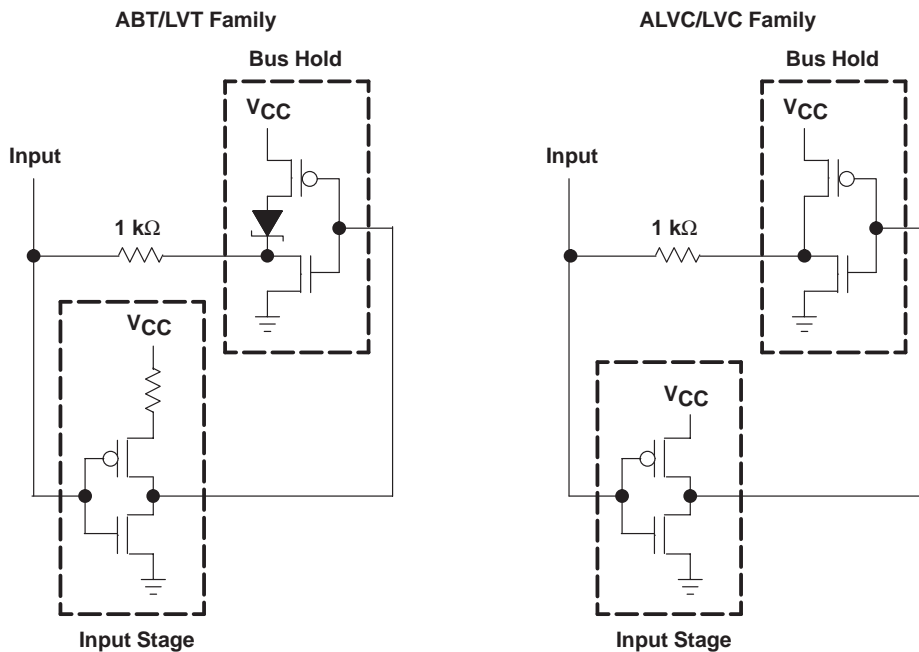 ABT/LVT Family
Bus Hold
VCC
Input
1 kΩ
VCC
Input Stage
ALVC/LVC Family
Bus Hold
VCC
Input
1 kΩ
VCC
Input Stage